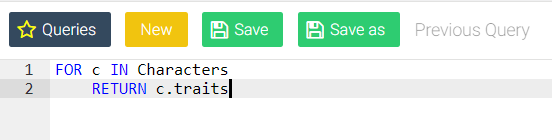 Queries New Save Save as Previous Query
1 FOR c IN Characters
2 RETURN c.traits